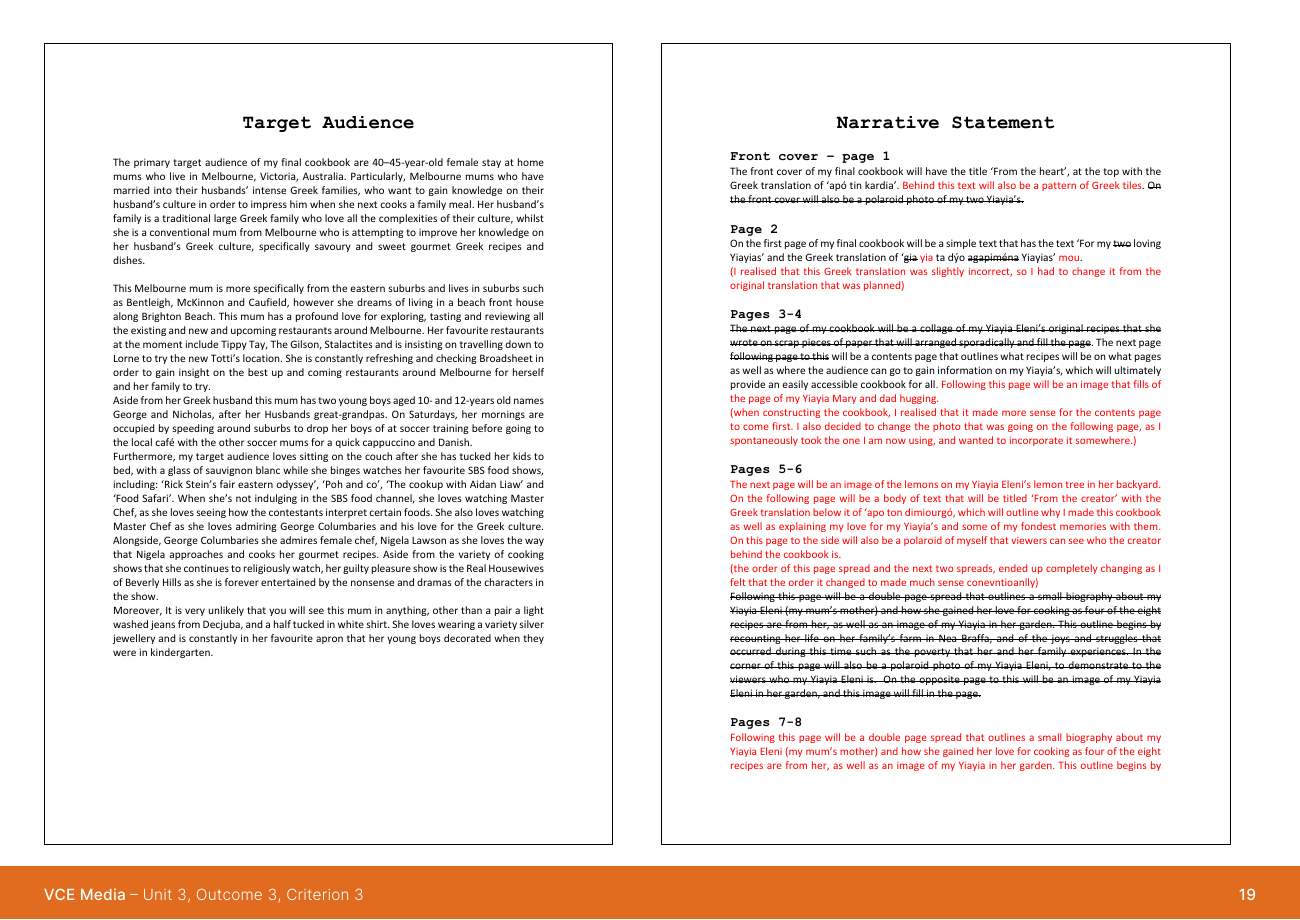 Target Audience
The primary target audience of my final cookbook are 40–45-year-old female stay at home
mums who live in Melbourne, Victoria, Australia. Particularly, Melbourne mums who have
married into their husbands’ intense Greek families, who want to gain knowledge on their
husband’s culture in order to impress him when she next cooks a family meal. Her husband’s
family is a traditional large Greek family who love all the complexities of their culture, whilst
she is a conventional mum from Melbourne who is attempting to improve her knowledge on
her husband’s Greek culture, specifically savoury and sweet gourmet Greek recipes and
dishes.
This Melbourne mum is more specifically from the eastern suburbs and lives in suburbs such
as Bentleigh, McKinnon and Caufield, however she dreams of living in a beach front house
along Brighton Beach. This mum has a profound love for exploring, tasting and reviewing all
the existing and new and upcoming restaurants around Melbourne. Her favourite restaurants
at the moment include Tippy Tay, The Gilson, Stalactites and is insisting on travelling down to
Lorne to try the new Totti’s location. She is constantly refreshing and checking Broadsheet in
order to gain insight on the best up and coming restaurants around Melbourne for herself
and her family to try.
Aside from her Greek husband this mum has two young boys aged 10- and 12-years old names
George and Nicholas, after her Husbands great-grandpas. On Saturdays, her mornings are
occupied by speeding around suburbs to drop her boys of at soccer training before going to
the local café with the other soccer mums for a quick cappuccino and Danish.
Furthermore, my target audience loves sitting on the couch after she has tucked her kids to
bed, with a glass of sauvignon blanc while she binges watches her favourite SBS food shows,
including: ‘Rick Stein’s fair eastern odyssey’, ‘Poh and co’, ‘The cookup with Aidan Liaw’ and
‘Food Safari’. When she’s not indulging in the SBS food channel, she loves watching Master
Chef, as she loves seeing how the contestants interpret certain foods. She also loves watching
Master Chef as she loves admiring George Columbaries and his love for the Greek culture.
Alongside, George Columbaries she admires female chef, Nigela Lawson as she loves the way
that Nigela approaches and cooks her gourmet recipes. Aside from the variety of cooking
shows that she continues to religiously watch, her guilty pleasure show is the Real Housewives
of Beverly Hills as she is forever entertained by the nonsense and dramas of the characters in
the show.
Moreover, It is very unlikely that you will see this mum in anything, other than a pair a light
washed jeans from Decjuba, and a half tucked in white shirt. She loves wearing a variety silver
jewellery and is constantly in her favourite apron that her young boys decorated when they
were in kindergarten.
Narrative Statement
Front cover – page 1
The front cover of my final cookbook will have the title ‘From the heart’, at the top with the
Greek translation of ‘apó tin kardia’. Behind this text will also be a pattern of Greek tiles. On
the front cover will also be a polaroid photo of my two Yiayia’s.
Page 2
On the first page of my final cookbook will be a simple text that has the text ‘For my two loving
Yiayias’ and the Greek translation of ‘gia yia ta dýo agapiména Yiayias’ mou.
(I realised that this Greek translation was slightly incorrect, so I had to change it from the
original translation that was planned)
Pages 3-4
The next page of my cookbook will be a collage of my Yiayia Eleni’s original recipes that she
wrote on scrap pieces of paper that will arranged sporadically and fill the page. The next page
following page to this will be a contents page that outlines what recipes will be on what pages
as well as where the audience can go to gain information on my Yiayia’s, which will ultimately
provide an easily accessible cookbook for all. Following this page will be an image that fills of
the page of my Yiayia Mary and dad hugging.
(when constructing the cookbook, I realised that it made more sense for the contents page
to come first. I also decided to change the photo that was going on the following page, as I
spontaneously took the one I am now using, and wanted to incorporate it somewhere.)
Pages 5-6
The next page will be an image of the lemons on my Yiayia Eleni’s lemon tree in her backyard.
On the following page will be a body of text that will be titled ‘From the creator’ with the
Greek translation below it of ‘apo ton dimiourgó, which will outline why I made this cookbook
as well as explaining my love for my Yiayia’s and some of my fondest memories with them.
On this page to the side will also be a polaroid of myself that viewers can see who the creator
behind the cookbook is.
(the order of this page spread and the next two spreads, ended up completely changing as I
felt that the order it changed to made much sense conevntioanlly)
Following this page will be a double page spread that outlines a small biography about my
Yiayia Eleni (my mum’s mother) and how she gained her love for cooking as four of the eight
recipes are from her, as well as an image of my Yiayia in her garden. This outline begins by
recounting her life on her family’s farm in Nea Braffa, and of the joys and struggles that
occurred during this time such as the poverty that her and her family experiences. In the
corner of this page will also be a polaroid photo of my Yiayia Eleni, to demonstrate to the
viewers who my Yiayia Eleni is. On the opposite page to this will be an image of my Yiayia
Eleni in her garden, and this image will fill in the page.
Pages 7-8
Following this page will be a double page spread that outlines a small biography about my
Yiayia Eleni (my mum’s mother) and how she gained her love for cooking as four of the eight
recipes are from her, as well as an image of my Yiayia in her garden. This outline begins by
VCE Media – Unit 3, Outcome 3, Criterion 3
19